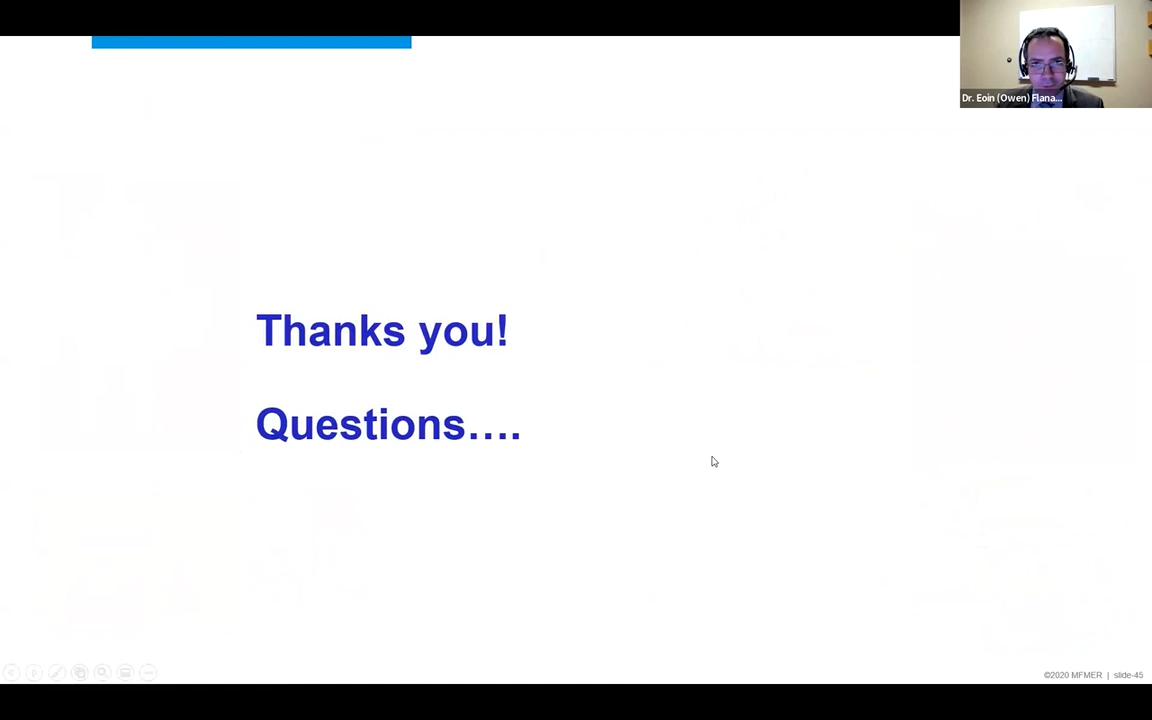 Dr. Eoin (Owen) Flana...
Thanks you!
Questions....
©2020 MFMER | slide-45